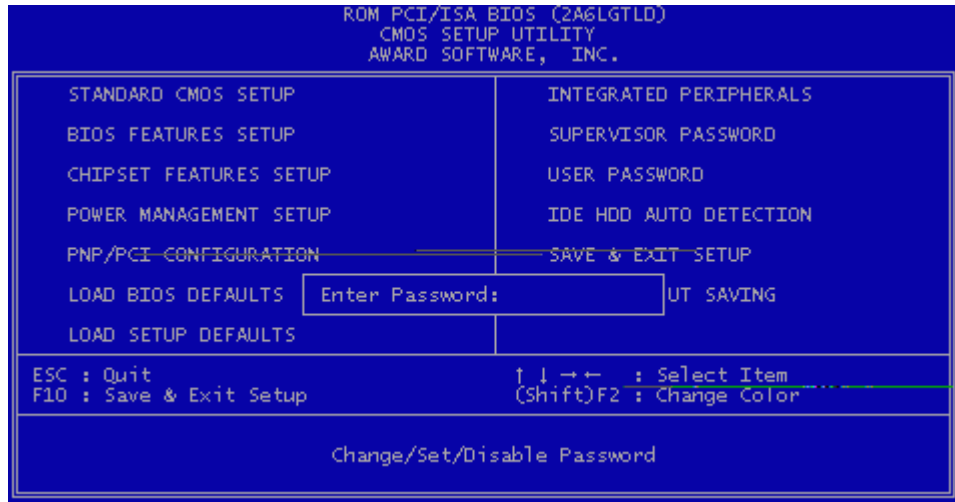 ROM PCI/ISA BIOS (2A6LGTLD)
CMOS SETUP UTILITY
AWARD SOFTWARE, INC.
STANDARD CMOS SETUP
BIOS FEATURES SETUP
CHIPSET FEATURES SETUP
POWER MANAGEMENT SETUP
PNP/PCI CONFIGURATION
LOAD BIOS DEFAULTS
LOAD SETUP DEFAULTS
INTEGRATED PERIPHERALS
SUPERVISOR PASSWORD
USER PASSWORD
IDE HDD AUTO DETECTION
SAVE & EXIT SETUP
UT SAVING
Enter Password:
ESC : Quit
F10 : Save & Exit Setup
↑ ↓ → ← : Select Item
(Shift)F2 : Change Color
Change/Set/Disable Password